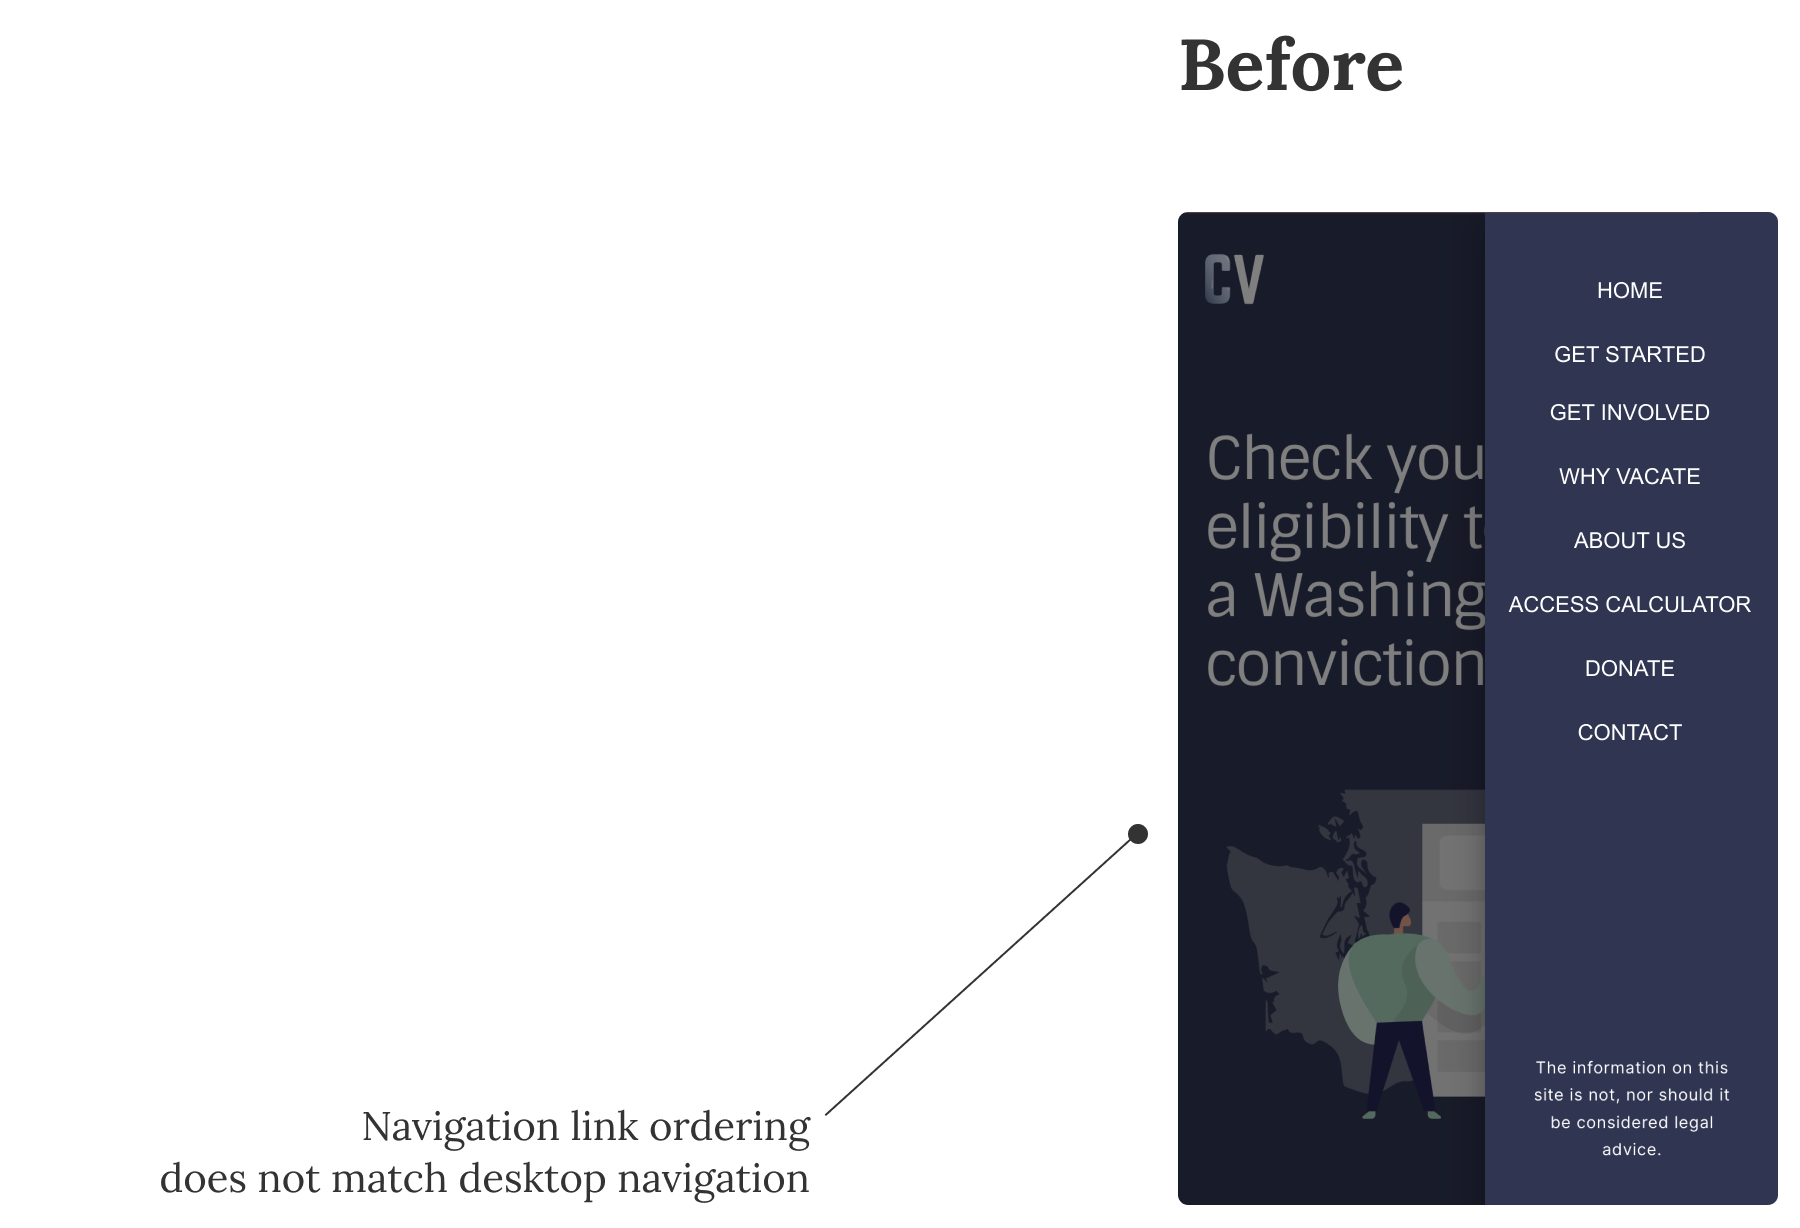 Before
CV
Check you
eligibility t
a Washing
conviction
HOME
GET STARTED
GET INVOLVED
WHY VACATE
ABOUT US
ACCESS CALCULATOR
DONATE
CONTACT
The information on this
site is not, nor should it
be considered legal
advice.
Navigation link ordering
does not match desktop navigation